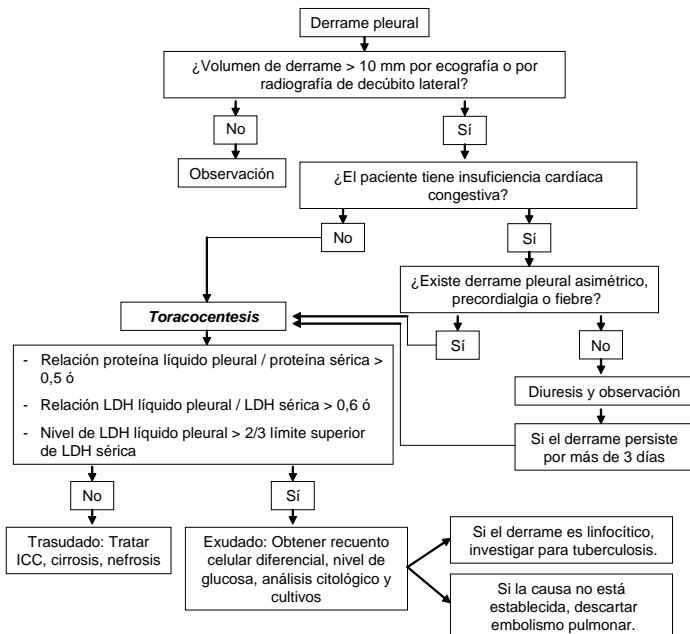 Derrame pleural
¿Volumen de derrame > 10 mm por ecografía o por
radiografía de decúbito lateral?
No
Sí
Observación
¿El paciente tiene insuficiencia cardíaca
congestiva?
No
Sí
¿Existe derrame pleural asimétrico,
precordialgia o fiebre?
Toracocentesis
Sí
No
- Relación proteína líquido pleural / proteína sérica >
0,5 ó
- Relación LDH líquido pleural / LDH sérica > 0,6 ó
- Nivel de LDH líquido pleural > 2/3 límite superior
de LDH sérica
Diuresis y observación
Si el derrame persiste
por más de 3 días
No
Sí
Trasudado: Tratar
ICC, cirrosis, nefrosis
Exudado: Obtener recuento
celular diferencial, nivel de
glucosa, análisis citológico y
cultivos
Si el derrame es linfocítico,
investigar para tuberculosis.
Si la causa no está
establecida, descartar
embolismo pulmonar.